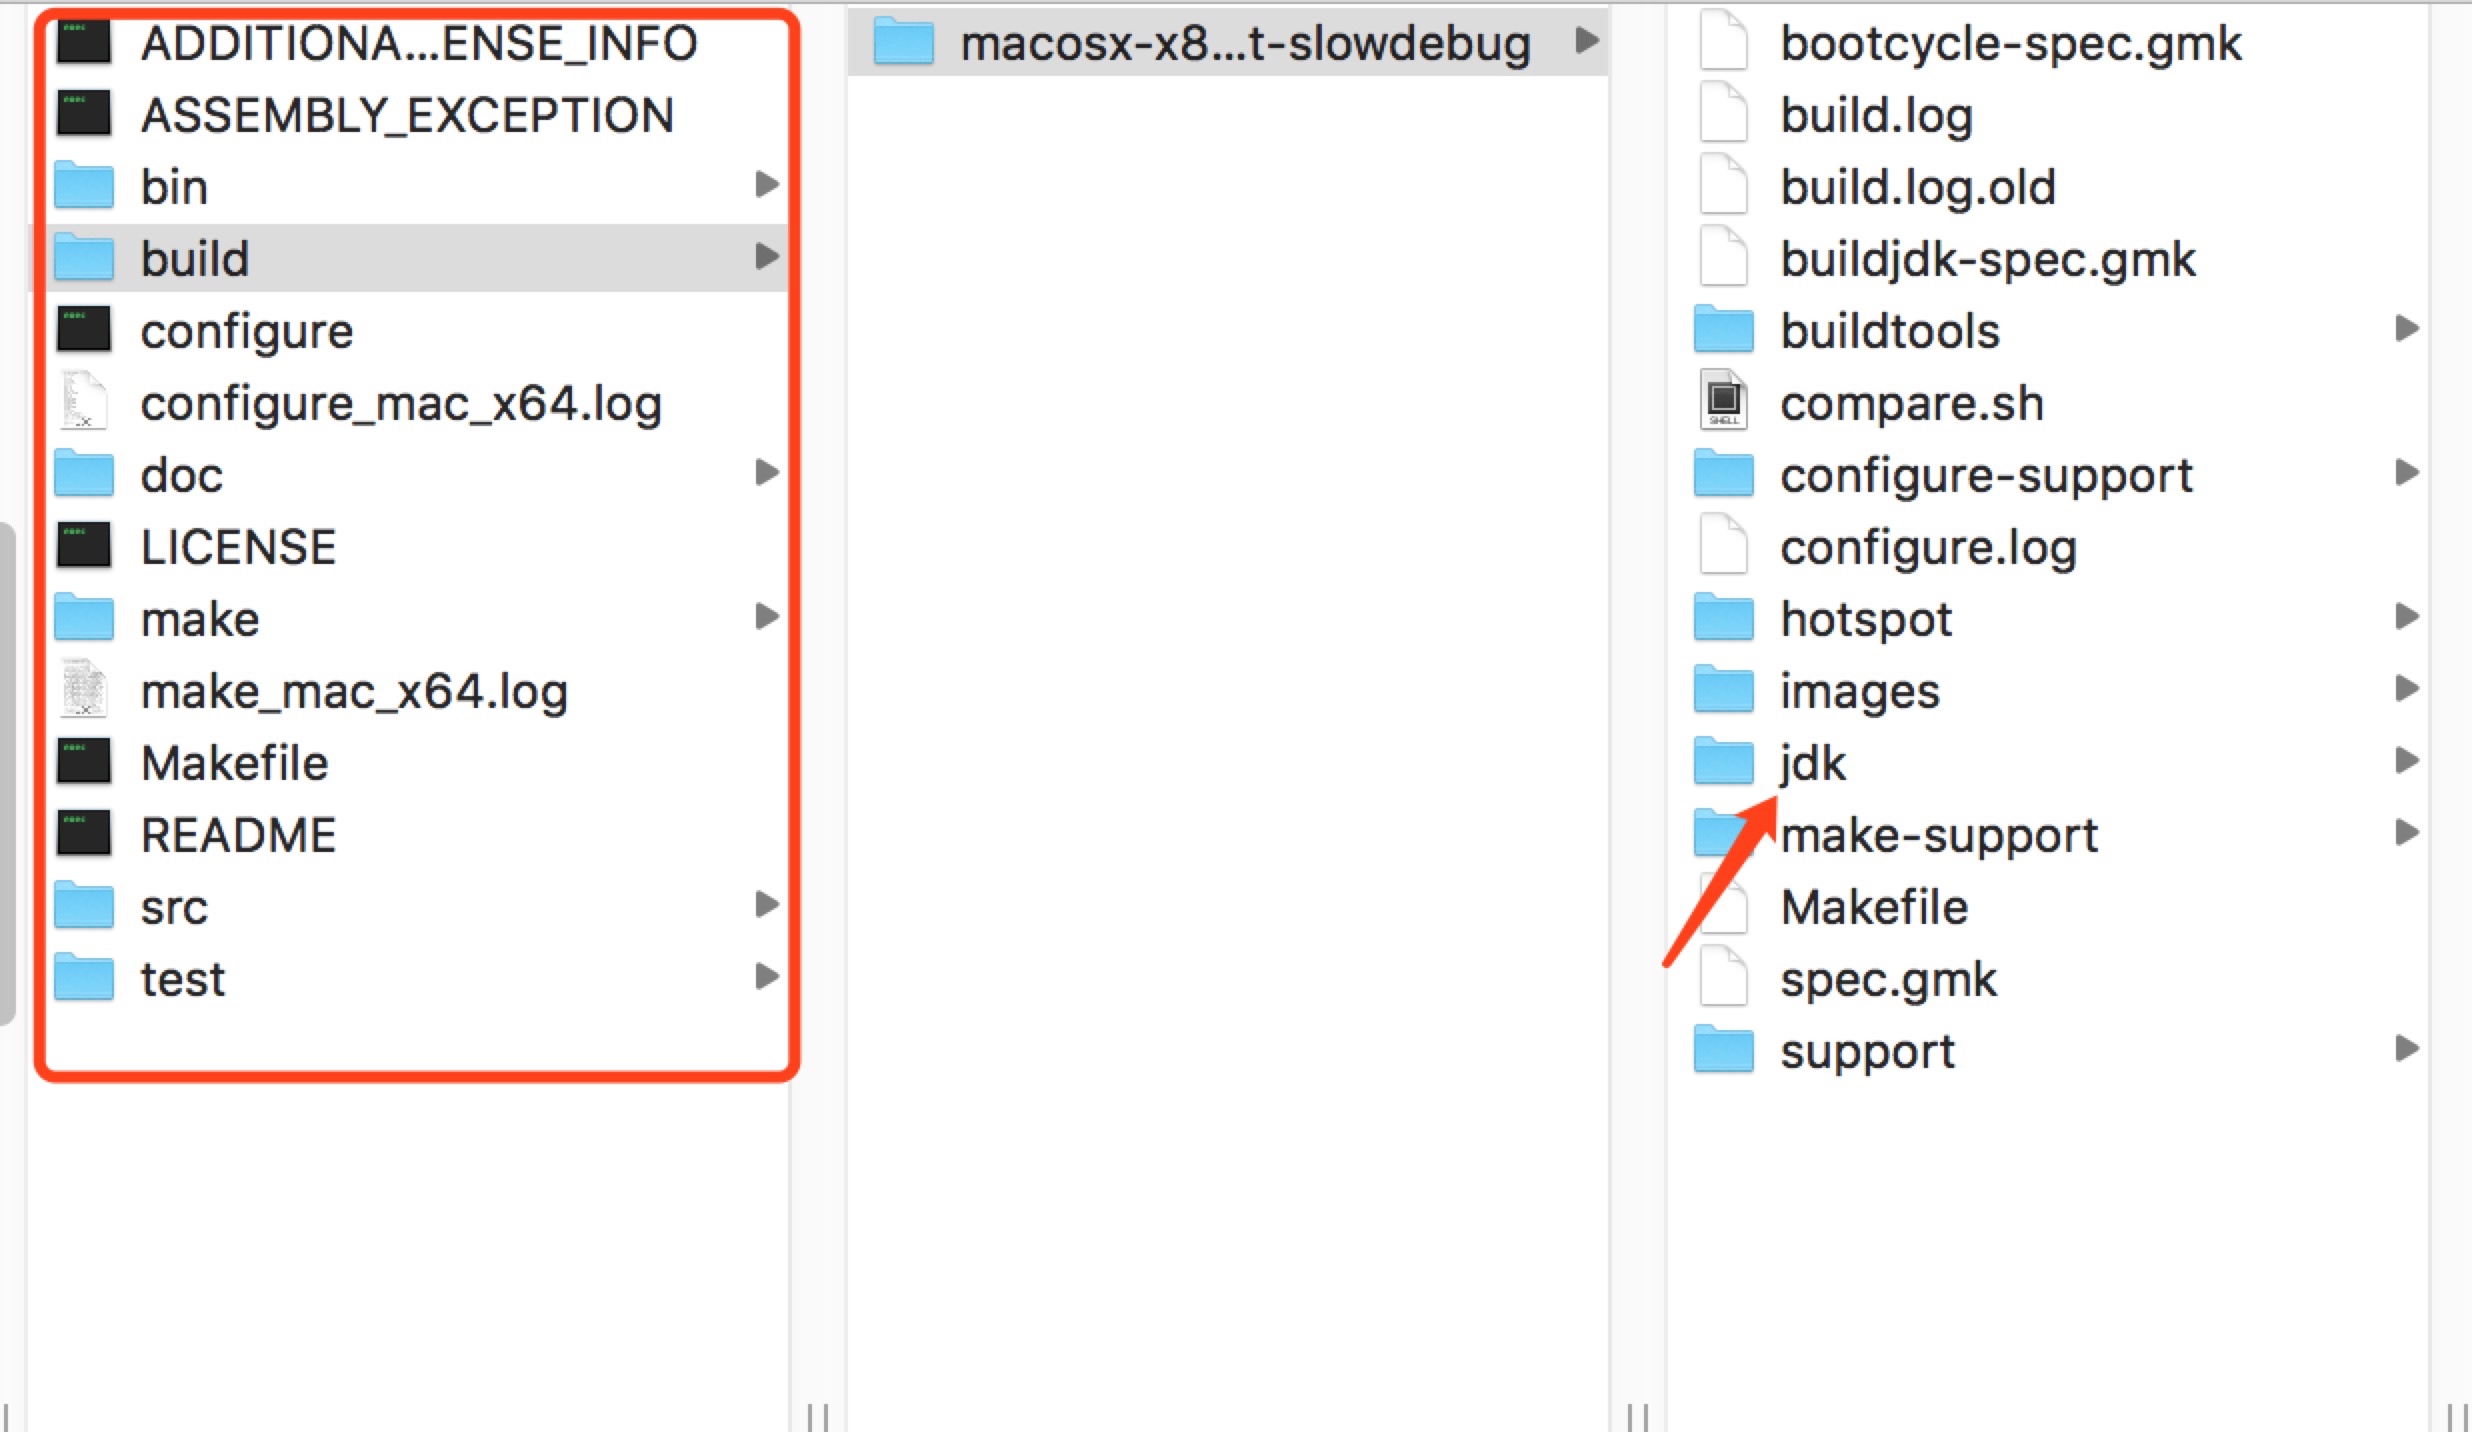 ADDITIONA...ENSE_INFO
ASSEMBLY_EXCEPTION
bin
build
configure
configure_mac_x64.log
doc
LICENSE
make
make_mac_x64.log
Makefile
README
src
test
macosx-x8...t-slowdebug
bootcycle-spec.gmk
build.log
build.log.old
buildjdk-spec.gmk
buildtools
compare.sh
configure-support
configure.log
hotspot
images
jdk
make-support
Makefile
spec.gmk
support